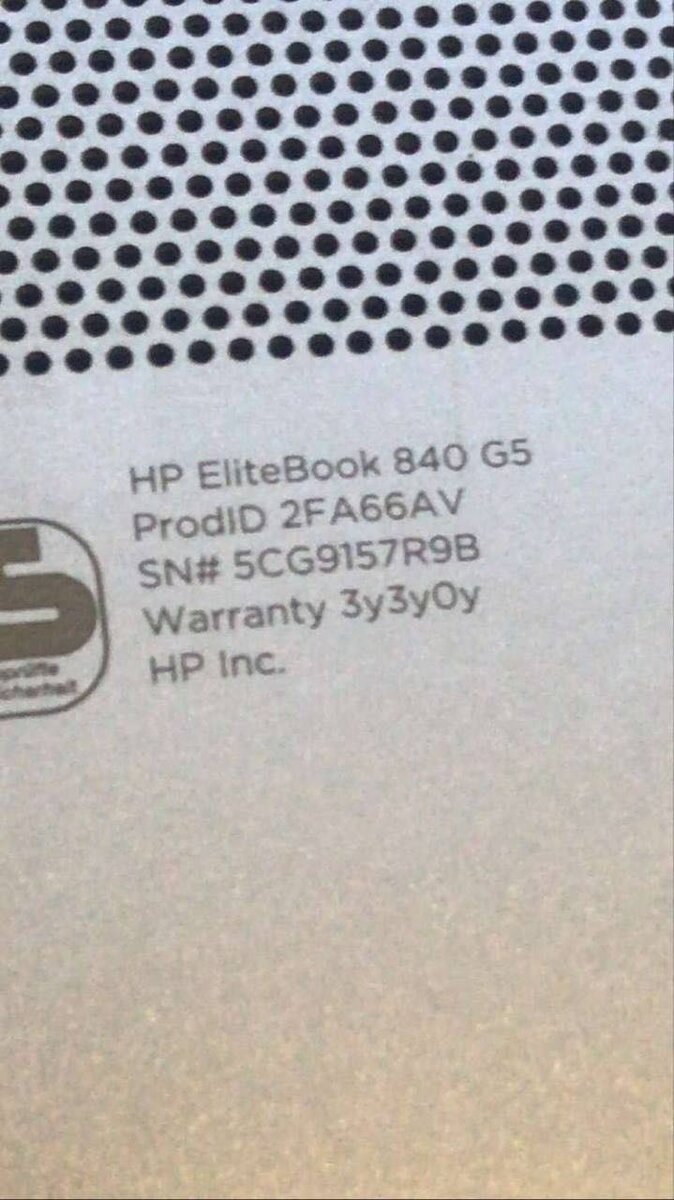 HP EliteBook 840 G5
ProdID 2FA66AV
SN# 5CG9157R9B
Warranty 3y3y0y
HP Inc.